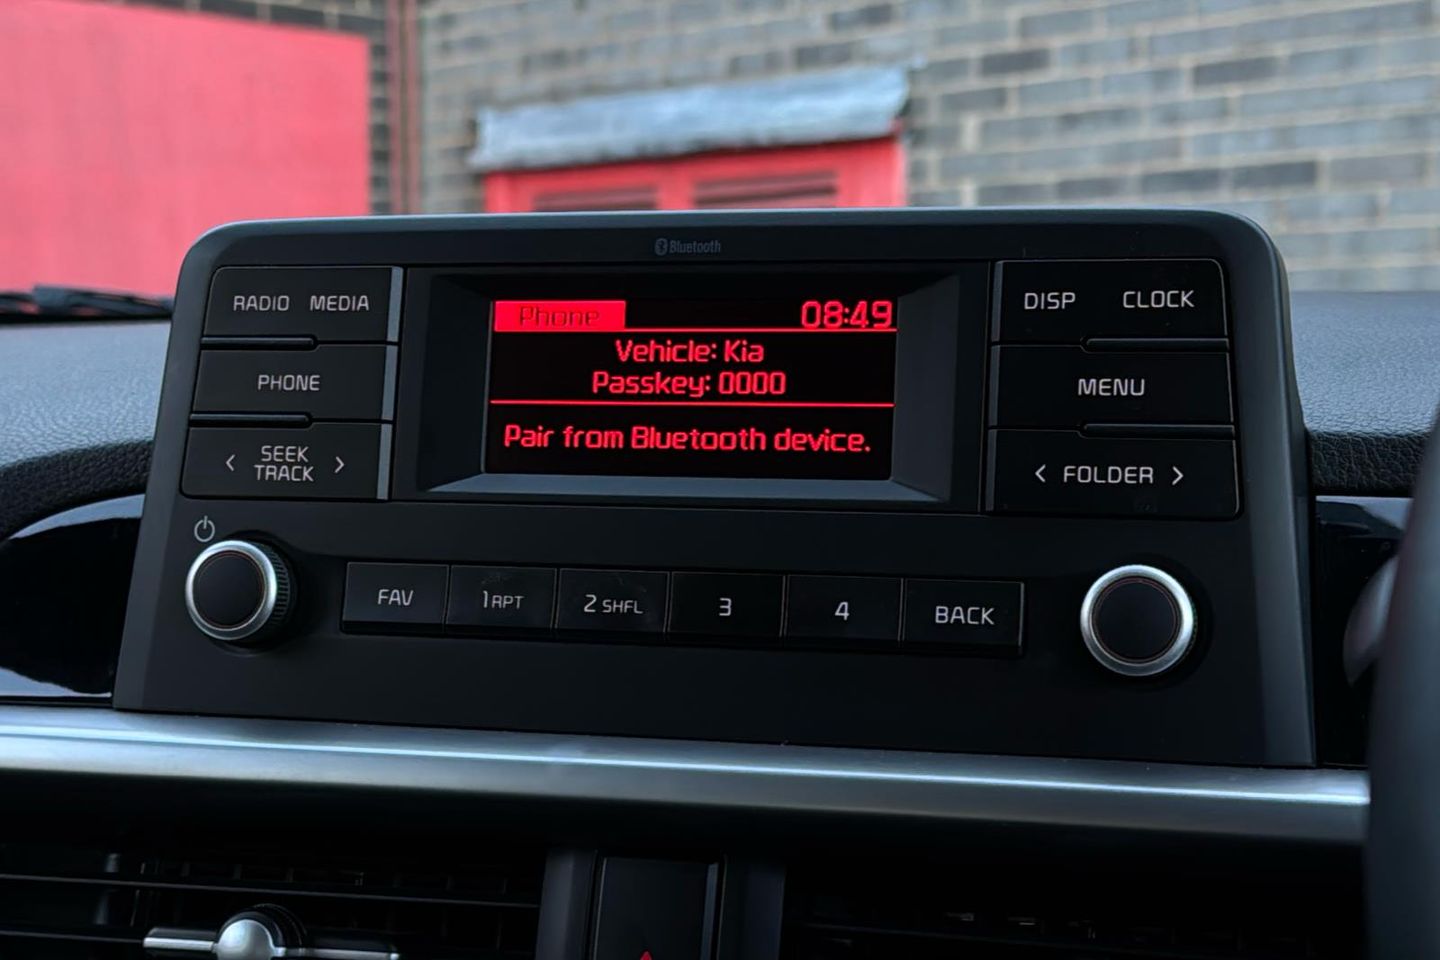 Bluetooth
RADIO MEDIA
PHONE
< SEEK TRACK >
Phone 08:49
Vehicle: Kia
Passkey: 0000
Pair from Bluetooth device.
DISP CLOCK
MENU
< FOLDER >
FAV 1 RPT 2 SHFL 3 4 BACK